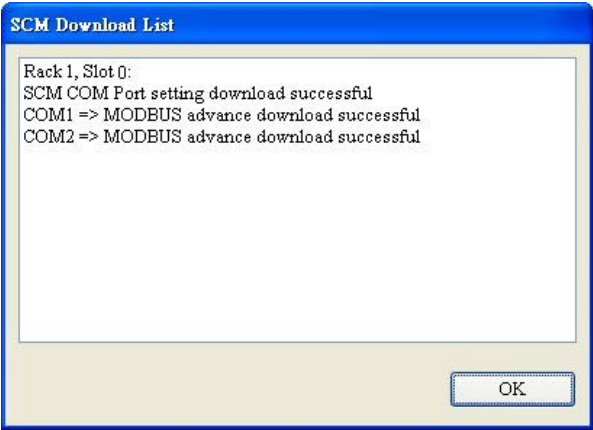 SCM Download List
Rack 1, Slot 0:
SCM COM Port setting download successful
COM1 => MODBUS advance download successful
COM2 => MODBUS advance download successful
OK